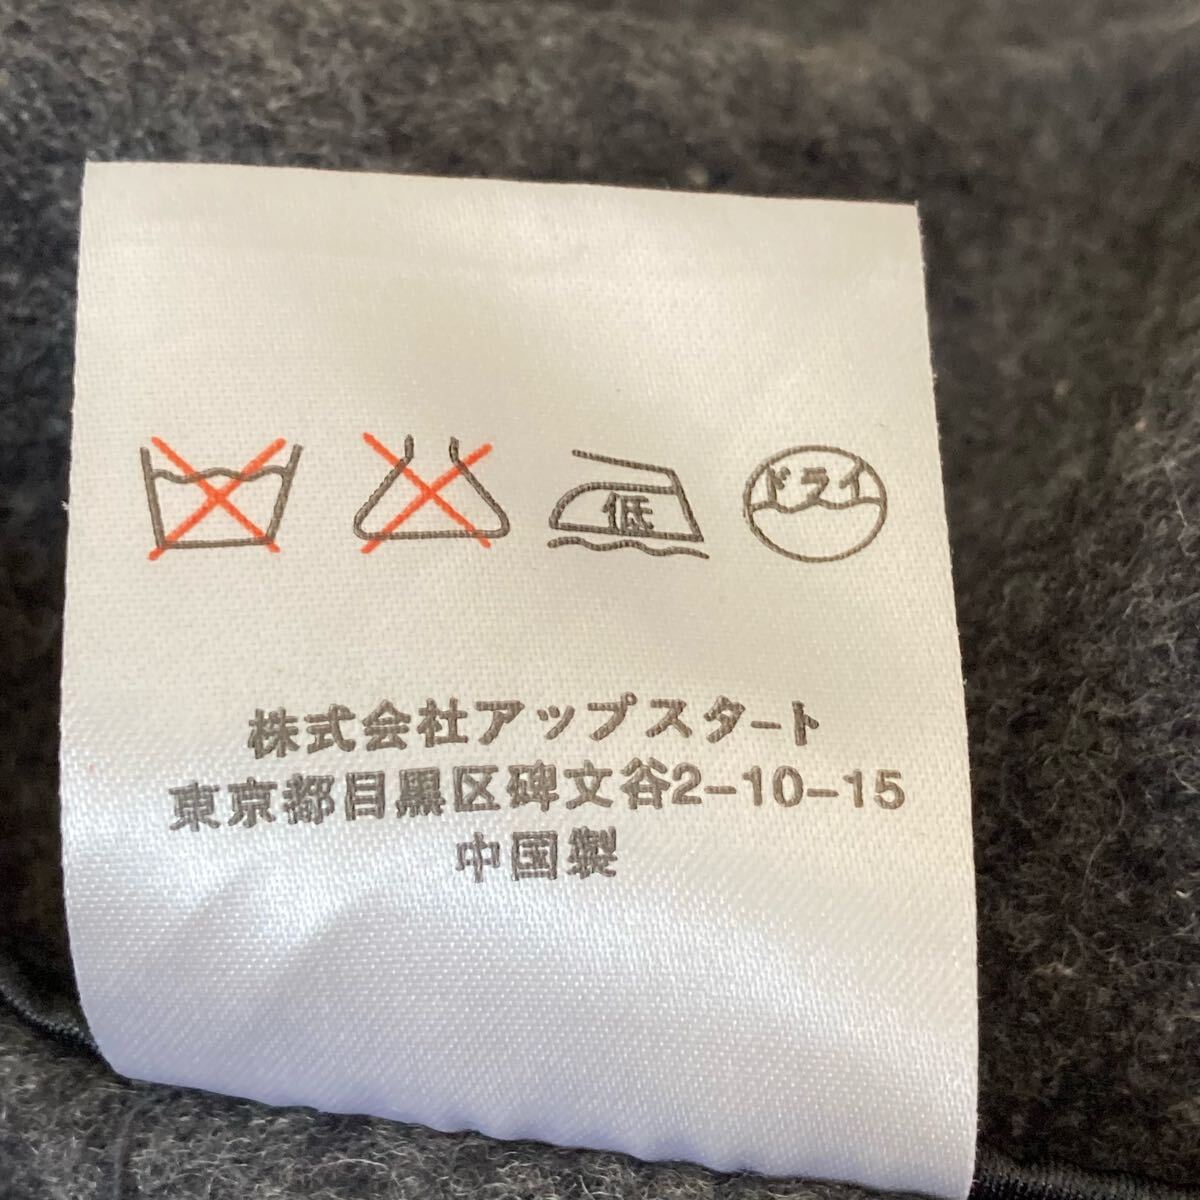 低 ドライ
株式会社アップスタート
東京都目黒区碑文谷2-10-15
中国製